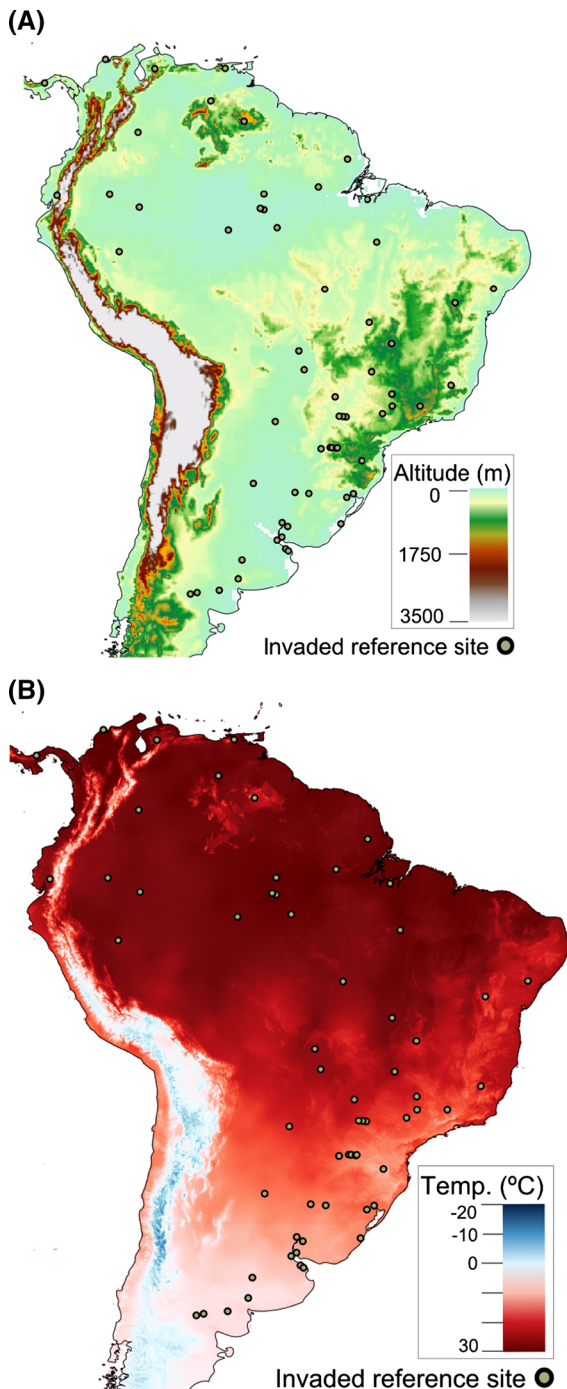 (A)
Altitude (m)
0
1750
3500
Invaded reference site
(B)
Temp. (ºC)
-20
-10
0
30
Invaded reference site